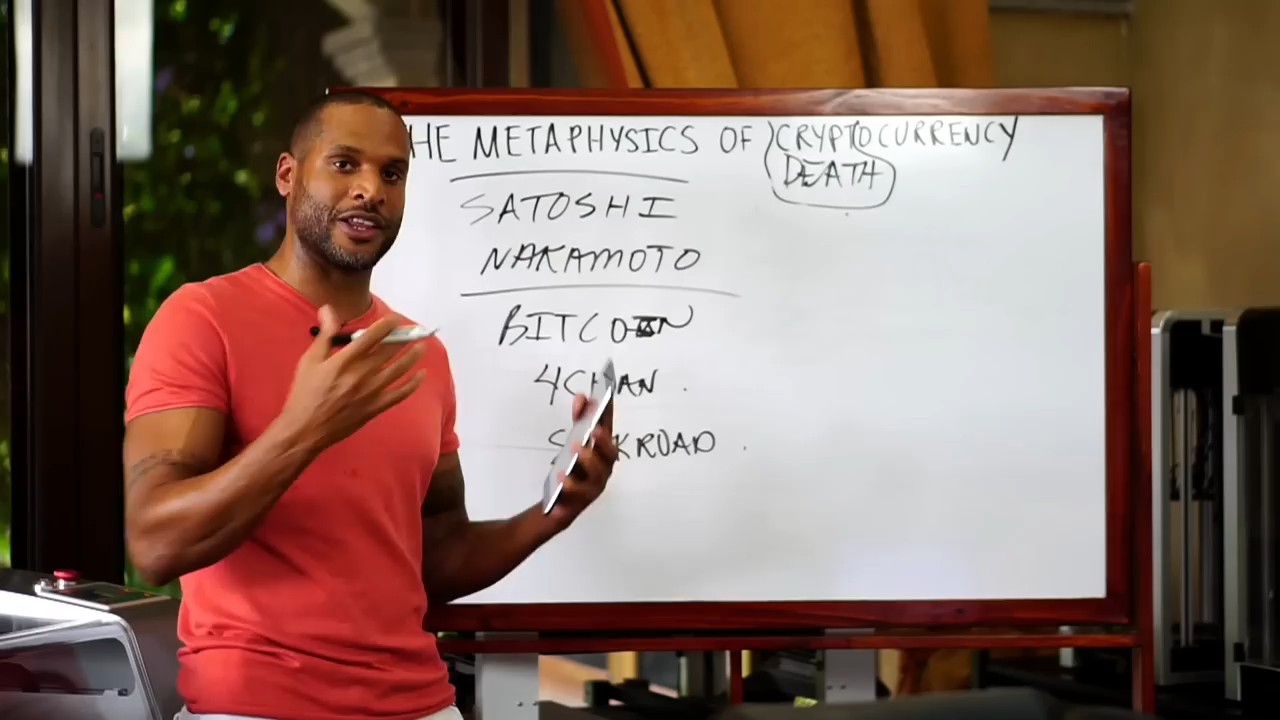 HE METAPHYSICS OF CRYPTOCURRENCY
DEATH
SATOSHI
NAKAMOTO
BITCOIN
4CHAN